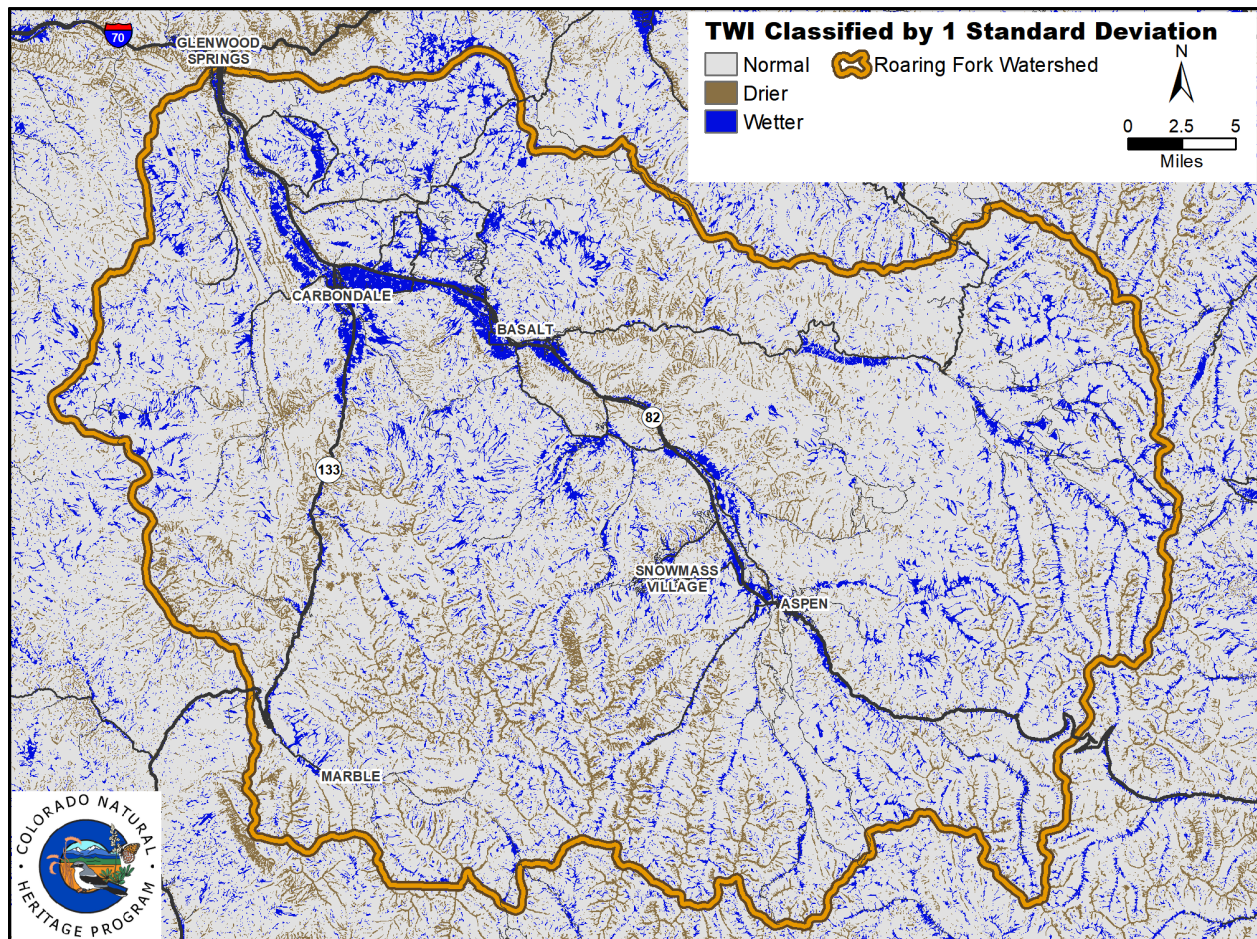 TWI Classified by 1 Standard Deviation
Normal
Roaring Fork Watershed
Drier
Wetter
N
0 2.5 5
Miles
70
GLENWOOD
SPRINGS
CARBONDALE
BASALT
82
133
SNOWMASS
VILLAGE
ASPEN
MARBLE
COLORADO NATURAL
HERITAGE PROGRAM